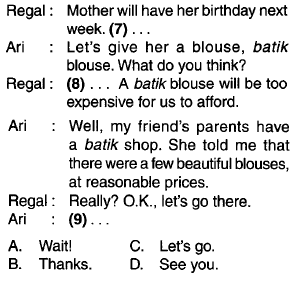 Regal : Mother will have her birthday next
week. (7) . . .
Ari : Let's give her a blouse, batik
blouse. What do you think?
Regal : (8) . . . A batik blouse will be too
expensive for us to afford.
Ari : Well, my friend's parents have
a batik shop. She told me that
there were a few beautiful blouses,
at reasonable prices.
Regal : Really? O.K., let's go there.
Ari : (9) . . .
A. Wait! C. Let's go.
B. Thanks. D. See you.